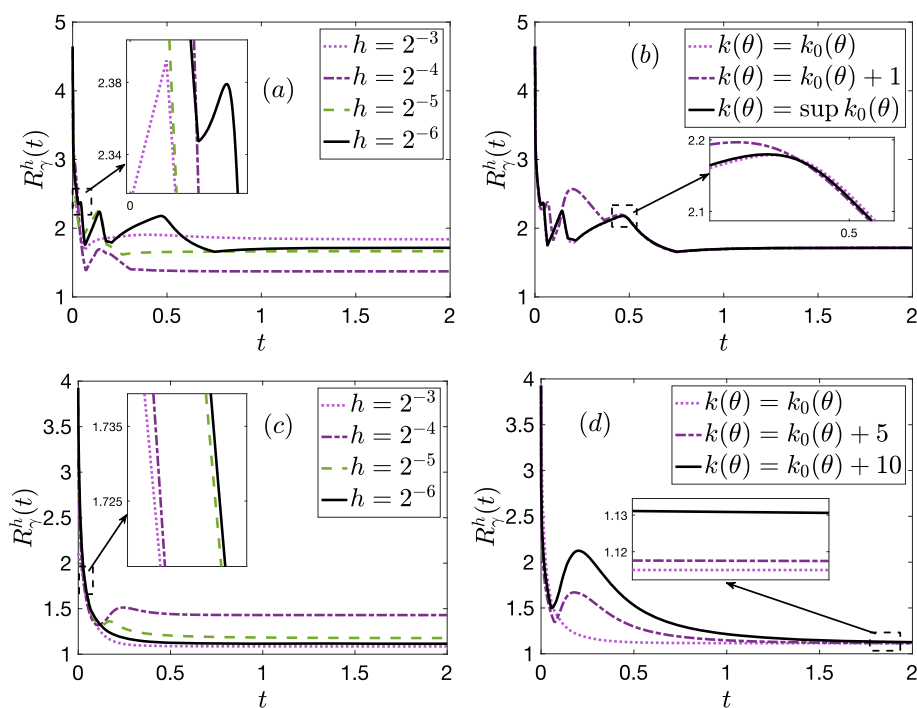 5
4
3
2
1
0
0.5
1
1.5
2
R_γ^h(t)
t
(a)
2.38
2.34
0
h = 2^{-3}
h = 2^{-4}
h = 2^{-5}
h = 2^{-6}
5
4
3
2
1
0
0.5
1
1.5
2
R_γ^h(t)
t
(b)
k(θ) = k_0(θ)
k(θ) = k_0(θ) + 1
k(θ) = sup k_0(θ)
2.2
2.1
0.5
4
3.5
3
2.5
2
1.5
1
0
0.5
1
1.5
2
R_γ^h(t)
t
(c)
1.735
1.725
h = 2^{-3}
h = 2^{-4}
h = 2^{-5}
h = 2^{-6}
4
3.5
3
2.5
2
1.5
1
0
0.5
1
1.5
2
R_γ^h(t)
t
(d)
k(θ) = k_0(θ)
k(θ) = k_0(θ) + 5
k(θ) = k_0(θ) + 10
1.13
1.12